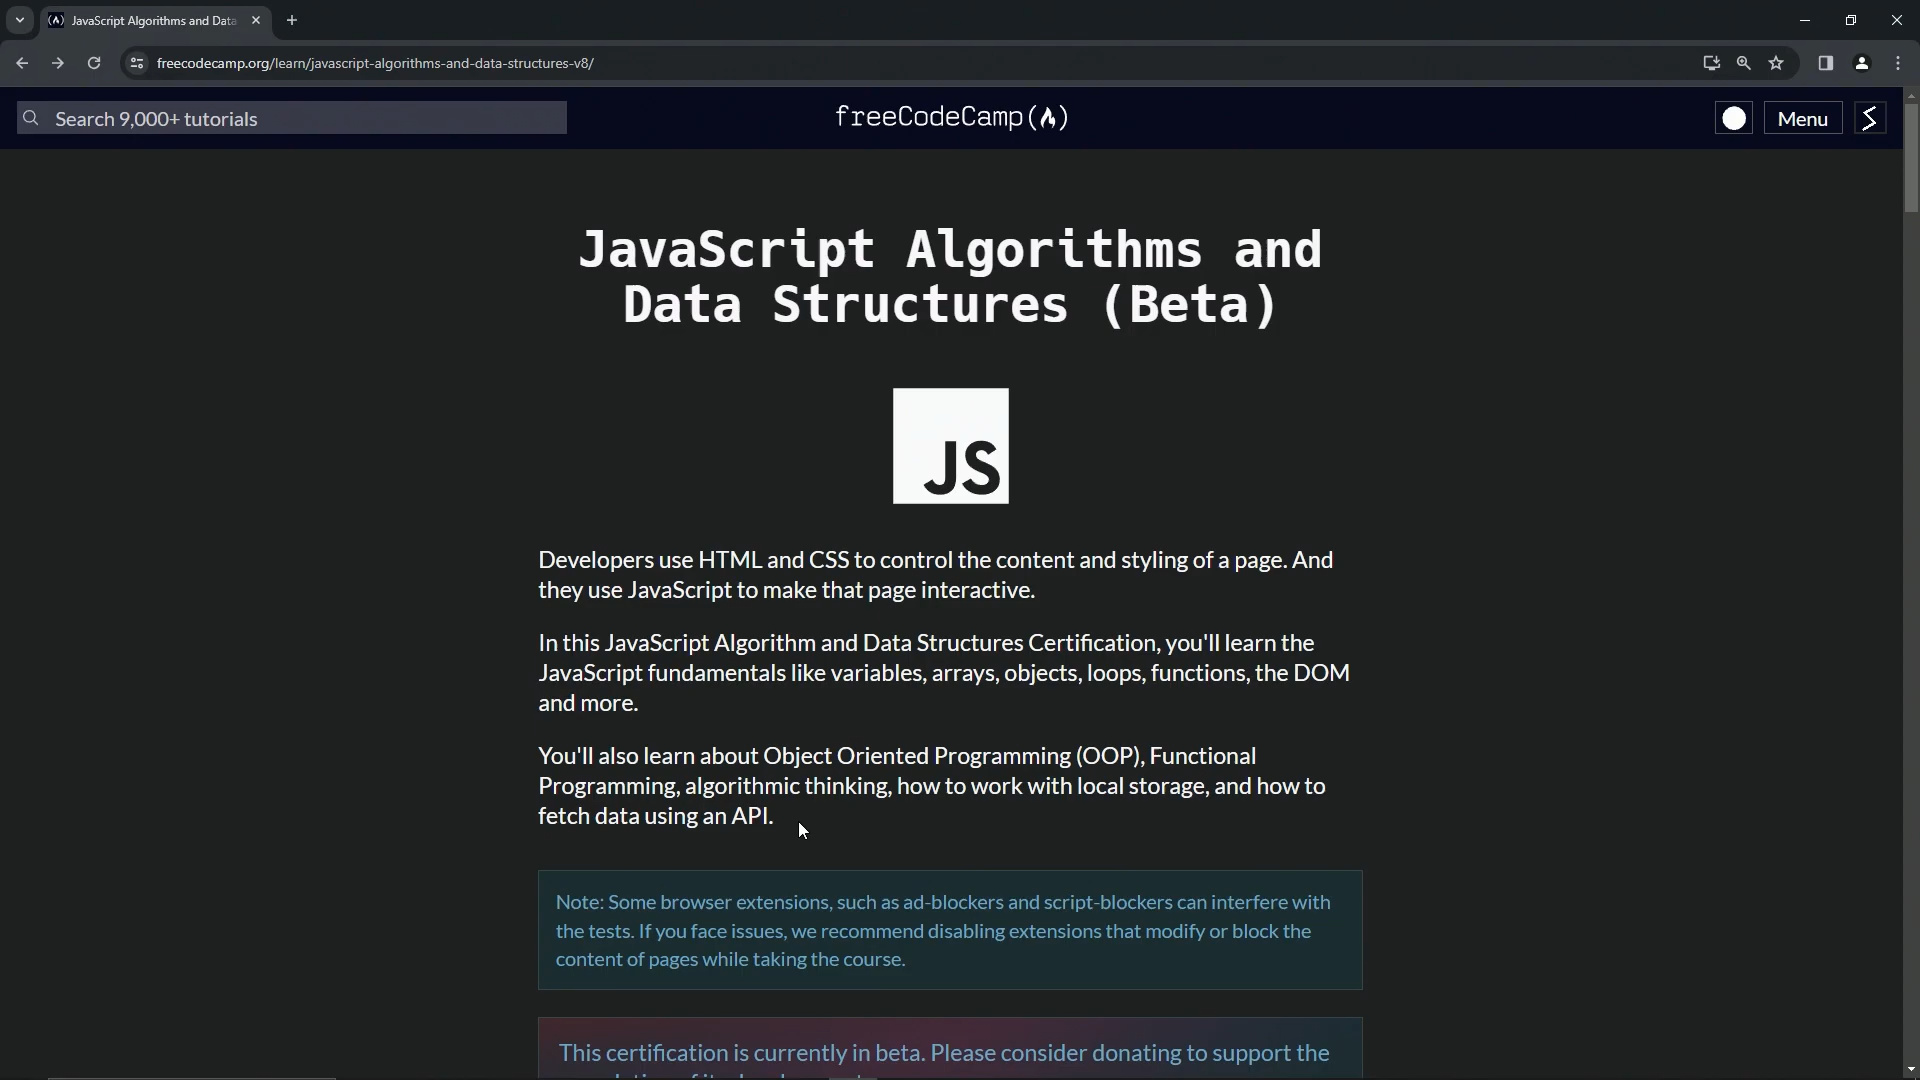 JavaScript Algorithms and Data
freecodecamp.org/learn/javascript-algorithms-and-data-structures-v8/
Search 9,000+ tutorials
freeCodeCamp
Menu
JavaScript Algorithms and
Data Structures (Beta)
JS
Developers use HTML and CSS to control the content and styling of a page. And
they use JavaScript to make that page interactive.
In this JavaScript Algorithm and Data Structures Certification, you'll learn the
JavaScript fundamentals like variables, arrays, objects, loops, functions, the DOM
and more.
You'll also learn about Object Oriented Programming (OOP), Functional
Programming, algorithmic thinking, how to work with local storage, and how to
fetch data using an API.
Note: Some browser extensions, such as ad-blockers and script-blockers can interfere with
the tests. If you face issues, we recommend disabling extensions that modify or block the
content of pages while taking the course.
This certification is currently in beta. Please consider donating to support the